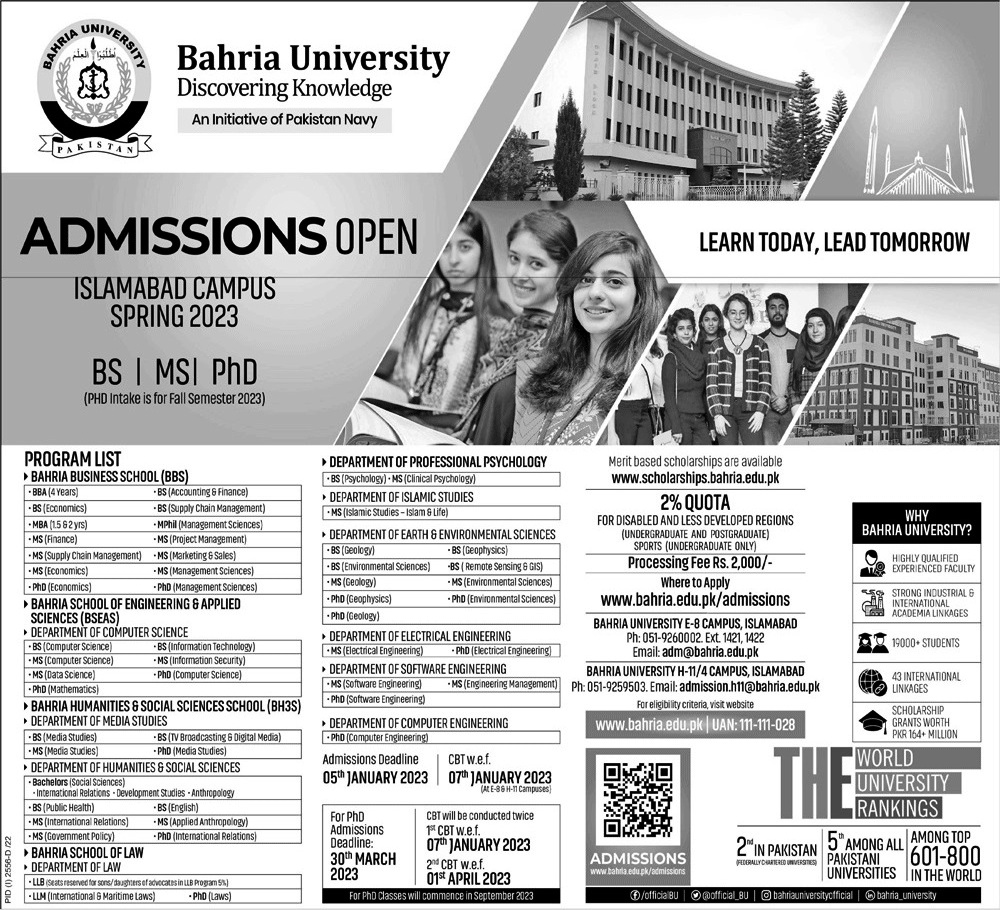 BAHRIA UNIVERSITY
PAKISTAN
Bahria University
Discovering Knowledge
An Initiative of Pakistan Navy
ADMISSIONS OPEN
ISLAMABAD CAMPUS
SPRING 2023
BS | MS| PhD
(PHD Intake is for Fall Semester 2023)
LEARN TODAY, LEAD TOMORROW
PROGRAM LIST
BAHRIA BUSINESS SCHOOL (BBS)
• BBA (4 Years) • BS (Accounting & Finance)
• BS (Economics) • BS (Supply Chain Management)
• MBA (1.5 & 2 yrs) • MPhil (Management Sciences)
• MS (Finance) • MS (Project Management)
• MS (Supply Chain Management) • MS (Marketing & Sales)
• MS (Economics) • MS (Management Sciences)
• PhD (Economics) • PhD (Management Sciences)
BAHRIA SCHOOL OF ENGINEERING & APPLIED
SCIENCES (BSEAS)
DEPARTMENT OF COMPUTER SCIENCE
• BS (Computer Science) • BS (Information Technology)
• MS (Computer Science) • MS (Information Security)
• MS (Data Science) • PhD (Computer Science)
• PhD (Mathematics)
BAHRIA HUMANITIES & SOCIAL SCIENCES SCHOOL (BH3S)
DEPARTMENT OF MEDIA STUDIES
• BS (Media Studies) • BS (TV Broadcasting & Digital Media)
• MS (Media Studies) • PhD (Media Studies)
DEPARTMENT OF HUMANITIES & SOCIAL SCIENCES
• Bachelors (Social Sciences)
• International Relations • Development Studies • Anthropology
• BS (Public Health) • BS (English)
• MS (International Relations) • MS (Applied Anthropology)
• MS (Government Policy) • PhD (International Relations)
BAHRIA SCHOOL OF LAW
DEPARTMENT OF LAW
• LLB (Seats reserved for sons/daughters of advocates in LLB Program 5%)
• LLM (International & Maritime Laws) • PhD (Laws)
PID (I) 2556-D /22
DEPARTMENT OF PROFESSIONAL PSYCHOLOGY
• BS (Psychology) • MS (Clinical Psychology)
DEPARTMENT OF ISLAMIC STUDIES
• MS (Islamic Studies – Islam & Life)
DEPARTMENT OF EARTH & ENVIRONMENTAL SCIENCES
• BS (Geology) • BS (Geophysics)
• BS (Environmental Sciences) •BS ( Remote Sensing & GIS)
• MS (Geology) • MS (Environmental Sciences)
• PhD (Geophysics) • PhD (Environmental Sciences)
• PhD (Geology)
DEPARTMENT OF ELECTRICAL ENGINEERING
• MS (Electrical Engineering) • PhD (Electrical Engineering)
DEPARTMENT OF SOFTWARE ENGINEERING
• MS (Software Engineering) • MS (Engineering Management)
• PhD (Software Engineering)
DEPARTMENT OF COMPUTER ENGINEERING
• PhD (Computer Engineering)
Admissions Deadline
05th JANUARY 2023
CBT w.e.f.
07th JANUARY 2023
(At E-8 & H-11 Campuses)
For PhD
Admissions
Deadline:
30th MARCH
2023
CBT will be conducted twice
1st CBT w.e.f.
07th JANUARY 2023
2nd CBT w.e.f.
01st APRIL 2023
For PhD Classes will commence in September 2023
Merit based scholarships are available
www.scholarships.bahria.edu.pk
2% QUOTA
FOR DISABLED AND LESS DEVELOPED REGIONS
(UNDERGRADUATE AND POSTGRADUATE)
SPORTS (UNDERGRADUATE ONLY)
Processing Fee Rs. 2,000/-
Where to Apply
www.bahria.edu.pk/admissions
BAHRIA UNIVERSITY E-8 CAMPUS, ISLAMABAD
Ph: 051-9260002. Ext. 1421, 1422
Email: adm@bahria.edu.pk
BAHRIA UNIVERSITY H-11/4 CAMPUS, ISLAMABAD
Ph: 051-9259503. Email: admission.h11@bahria.edu.pk
For eligibility criteria, visit website
www.bahria.edu.pk | UAN: 111-111-028
ADMISSIONS
www.bahria.edu.pk/admissions
WHY
BAHRIA UNIVERSITY?
HIGHLY QUALIFIED
EXPERIENCED FACULTY
STRONG INDUSTRIAL &
INTERNATIONAL
ACADEMIA LINKAGES
19000+ STUDENTS
43 INTERNATIONAL
LINKAGES
SCHOLARSHIP
GRANTS WORTH
PKR 164+ MILLION
THE WORLD
UNIVERSITY
RANKINGS
2nd IN PAKISTAN
(FEDERALLY CHARTERED UNIVERSITIES)
5th AMONG ALL
PAKISTANI
UNIVERSITIES
AMONG TOP
601-800
IN THE WORLD
/officialBU | @official_BU | bahriauniversityofficial | bahria_university